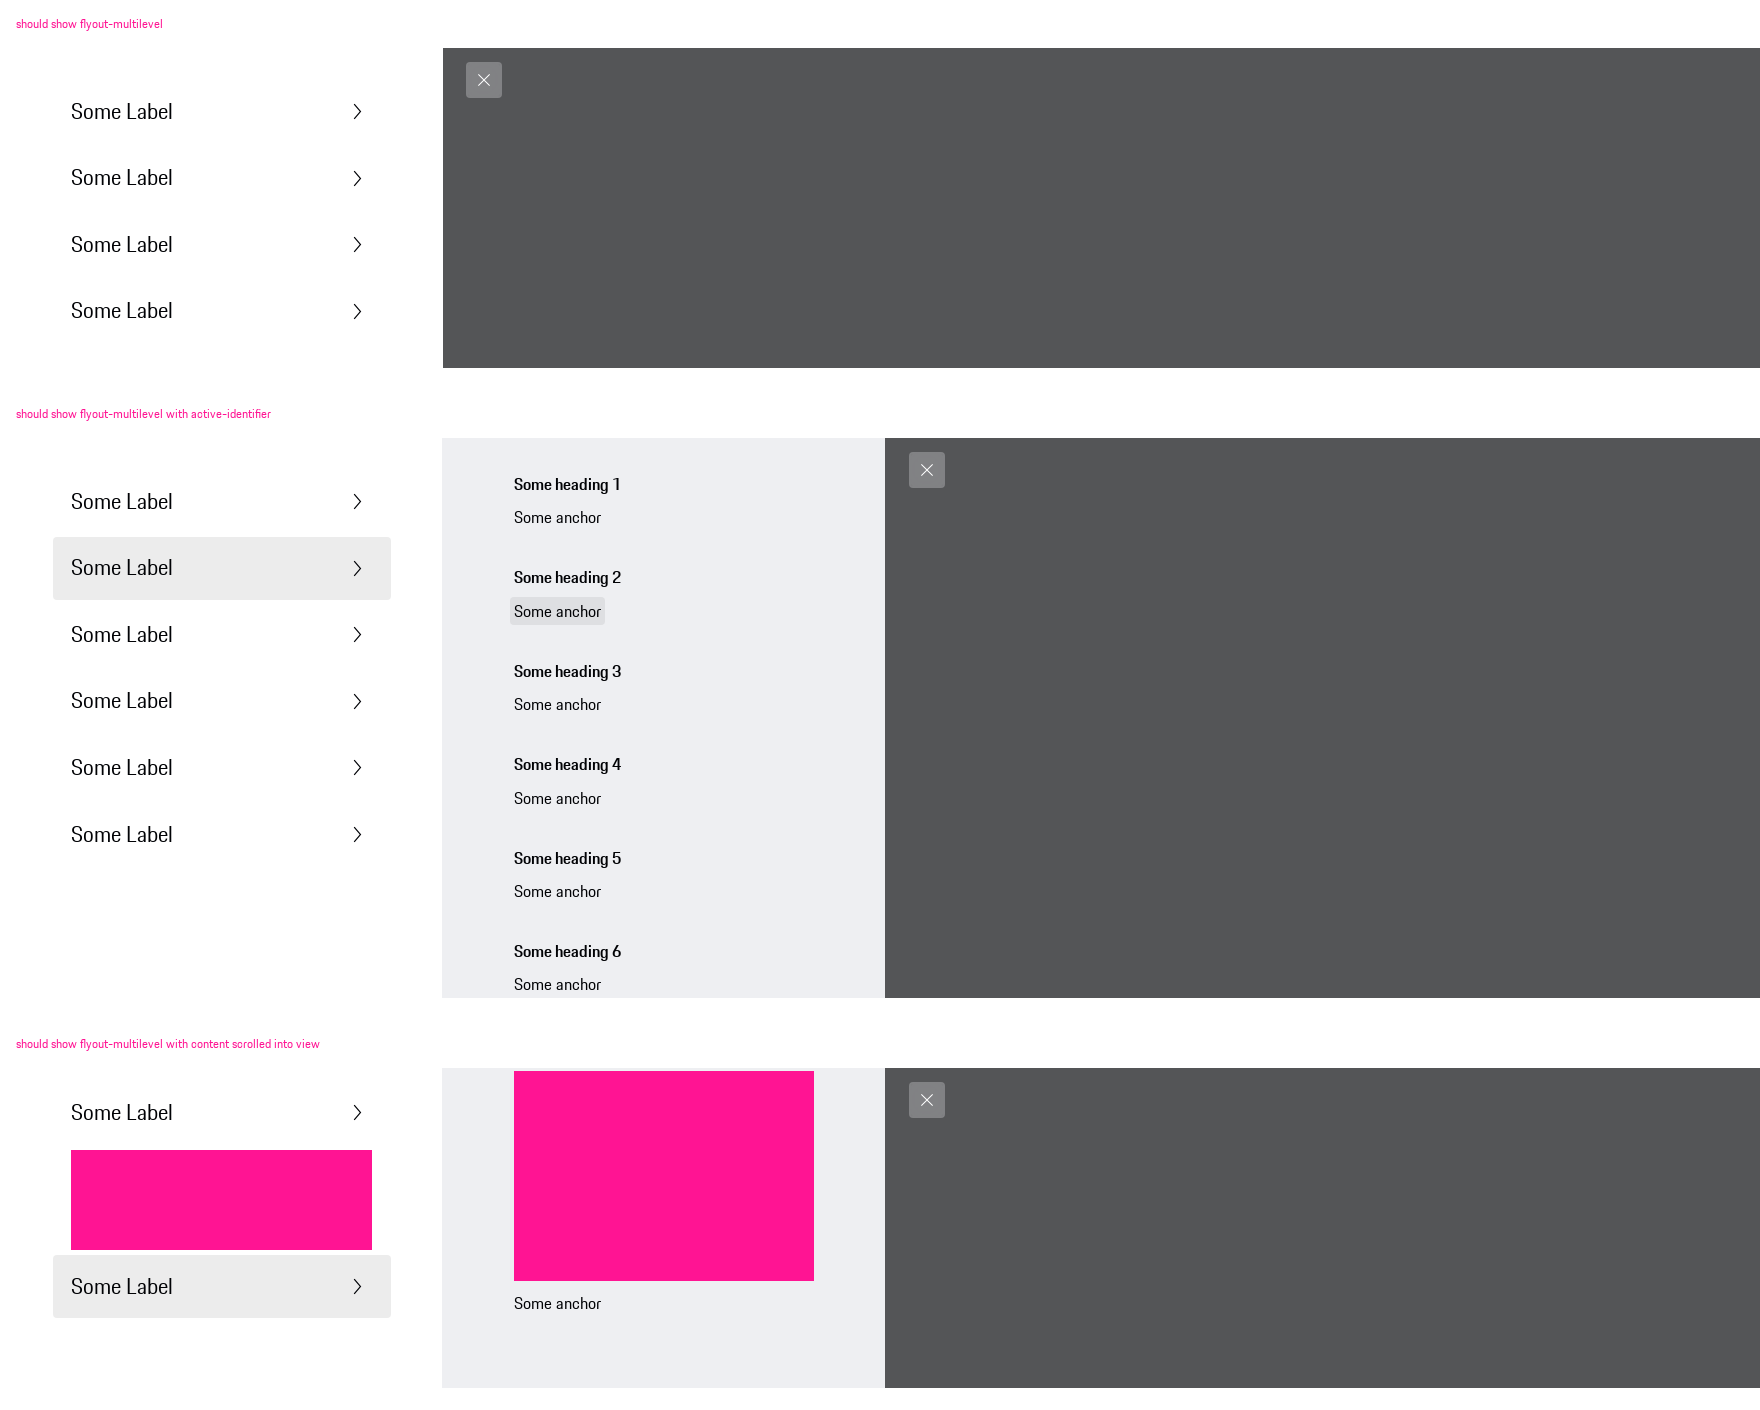 should show flyout-multilevel
Some Label
Some Label
Some Label
Some Label
should show flyout-multilevel with active-identifier
Some Label
Some Label
Some Label
Some Label
Some Label
Some Label
Some heading 1
Some anchor
Some heading 2
Some anchor
Some heading 3
Some anchor
Some heading 4
Some anchor
Some heading 5
Some anchor
Some heading 6
Some anchor
should show flyout-multilevel with content scrolled into view
Some Label
Some Label
Some anchor